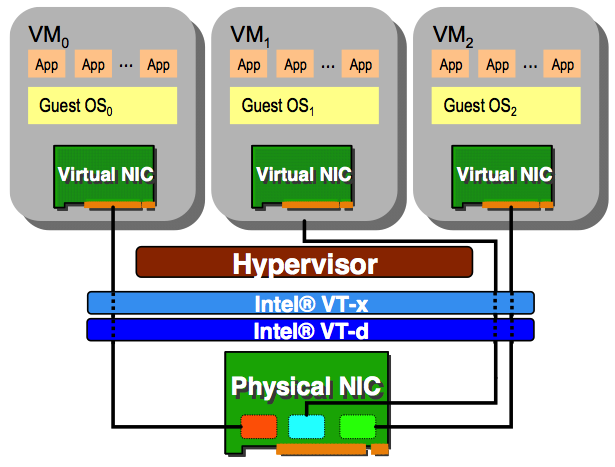 VM₀ VM₁ VM₂
App App ... App App App ... App App App ... App
Guest OS₀ Guest OS₁ Guest OS₂
Virtual NIC Virtual NIC Virtual NIC
Hypervisor
Intel® VT-x
Intel® VT-d
Physical NIC